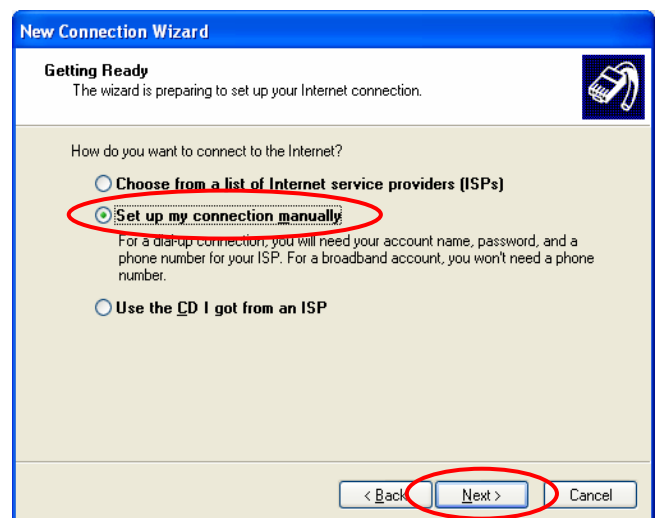 New Connection Wizard
Getting Ready
The wizard is preparing to set up your Internet connection.
How do you want to connect to the Internet?
Choose from a list of Internet service providers (ISPs)
Set up my connection manually
For a dial-up connection, you will need your account name, password, and a
phone number for your ISP. For a broadband account, you won't need a phone
number.
Use the CD I got from an ISP
< Back Next > Cancel